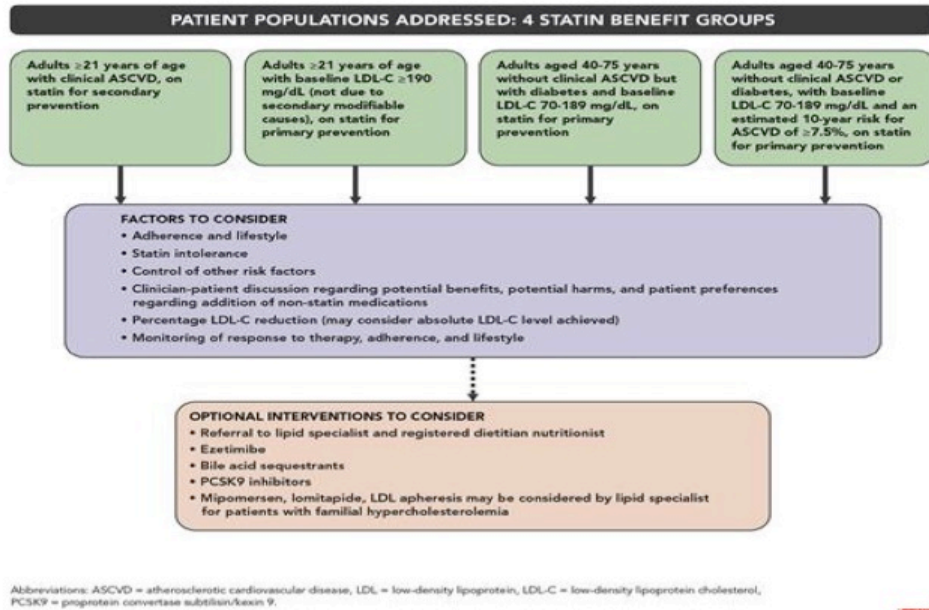 PATIENT POPULATIONS ADDRESSED: 4 STATIN BENEFIT GROUPS
Adults ≥21 years of age
with clinical ASCVD, on
statin for secondary
prevention
Adults ≥21 years of age
with baseline LDL-C ≥190
mg/dL (not due to
secondary modifiable
causes), on statin for
primary prevention
Adults aged 40-75 years
without clinical ASCVD but
with diabetes and baseline
LDL-C 70-189 mg/dL, on
statin for primary
prevention
Adults aged 40-75 years
without clinical ASCVD or
diabetes, with baseline
LDL-C 70-189 mg/dL and an
estimated 10-year risk for
ASCVD of ≥7.5%, on statin
for primary prevention
FACTORS TO CONSIDER
• Adherence and lifestyle
• Statin intolerance
• Control of other risk factors
• Clinician-patient discussion regarding potential benefits, potential harms, and patient preferences
regarding addition of non-statin medications
• Percentage LDL-C reduction (may consider absolute LDL-C level achieved)
• Monitoring of response to therapy, adherence, and lifestyle
OPTIONAL INTERVENTIONS TO CONSIDER
• Referral to lipid specialist and registered dietitian nutritionist
• Ezetimibe
• Bile acid sequestrants
• PCSK9 inhibitors
• Mipomersen, lomitapide, LDL apheresis may be considered by lipid specialist
for patients with familial hypercholesterolemia
Abbreviations: ASCVD = atherosclerotic cardiovascular disease, LDL = low-density lipoprotein, LDL-C = low-density lipoprotein cholesterol,
PCSK9 = proprotein convertase subtilisin/kexin 9.